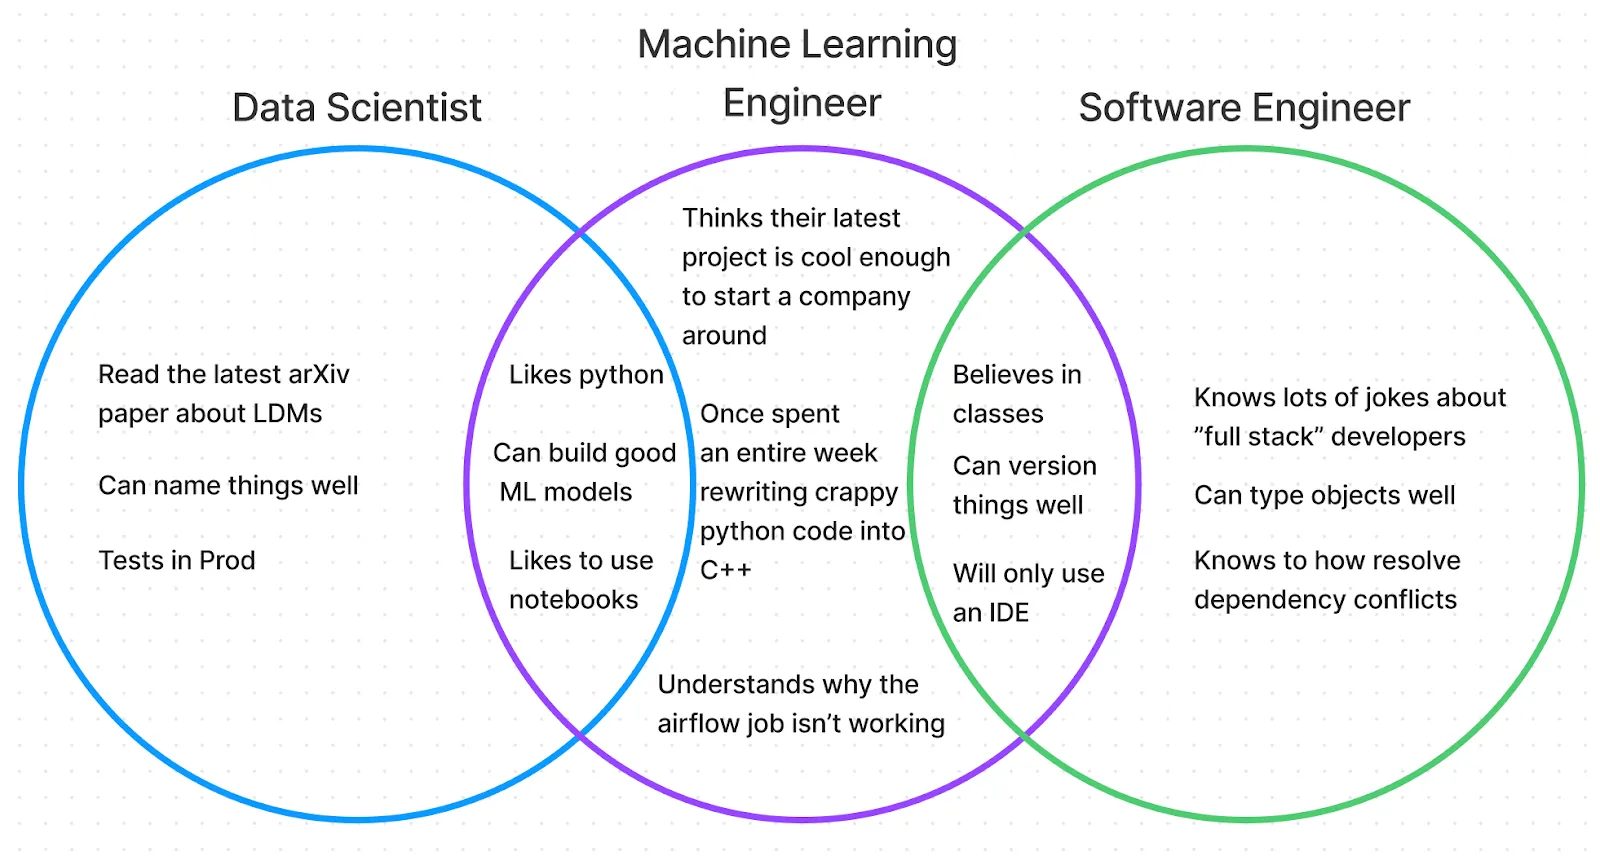 Machine Learning
Engineer
Data Scientist
Software Engineer
Read the latest arXiv
paper about LDMs
Can name things well
Tests in Prod
Likes python
Can build good
ML models
Likes to use
notebooks
Thinks their latest
project is cool enough
to start a company
around
Once spent
an entire week
rewriting crappy
python code into
C++
Understands why the
airflow job isn’t working
Believes in
classes
Can version
things well
Will only use
an IDE
Knows lots of jokes about
”full stack” developers
Can type objects well
Knows to how resolve
dependency conflicts